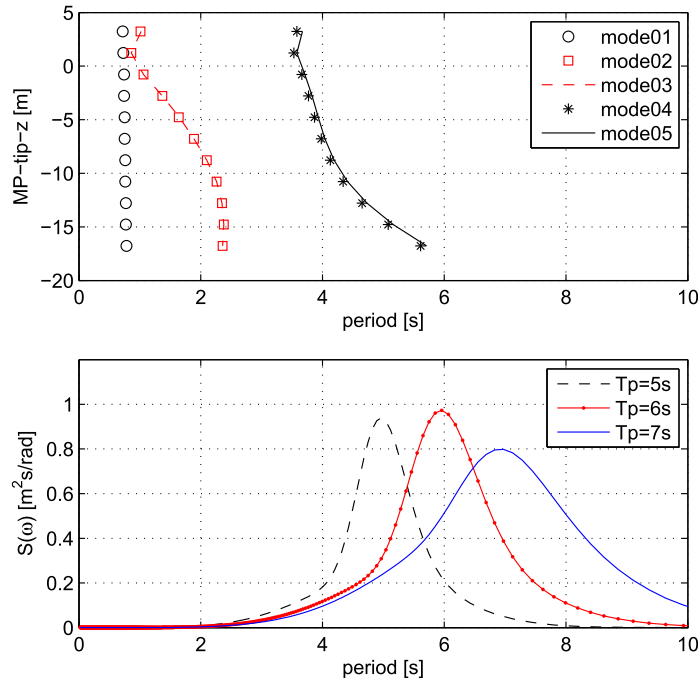 5
0
−5
−10
−15
−20
MP−tip−z [m]
mode01
mode02
mode03
mode04
mode05
0 2 4 6 8 10
period [s]
1
0.8
0.6
0.4
0.2
0
S(ω) [m²s/rad]
Tp=5s
Tp=6s
Tp=7s
0 2 4 6 8 10
period [s]